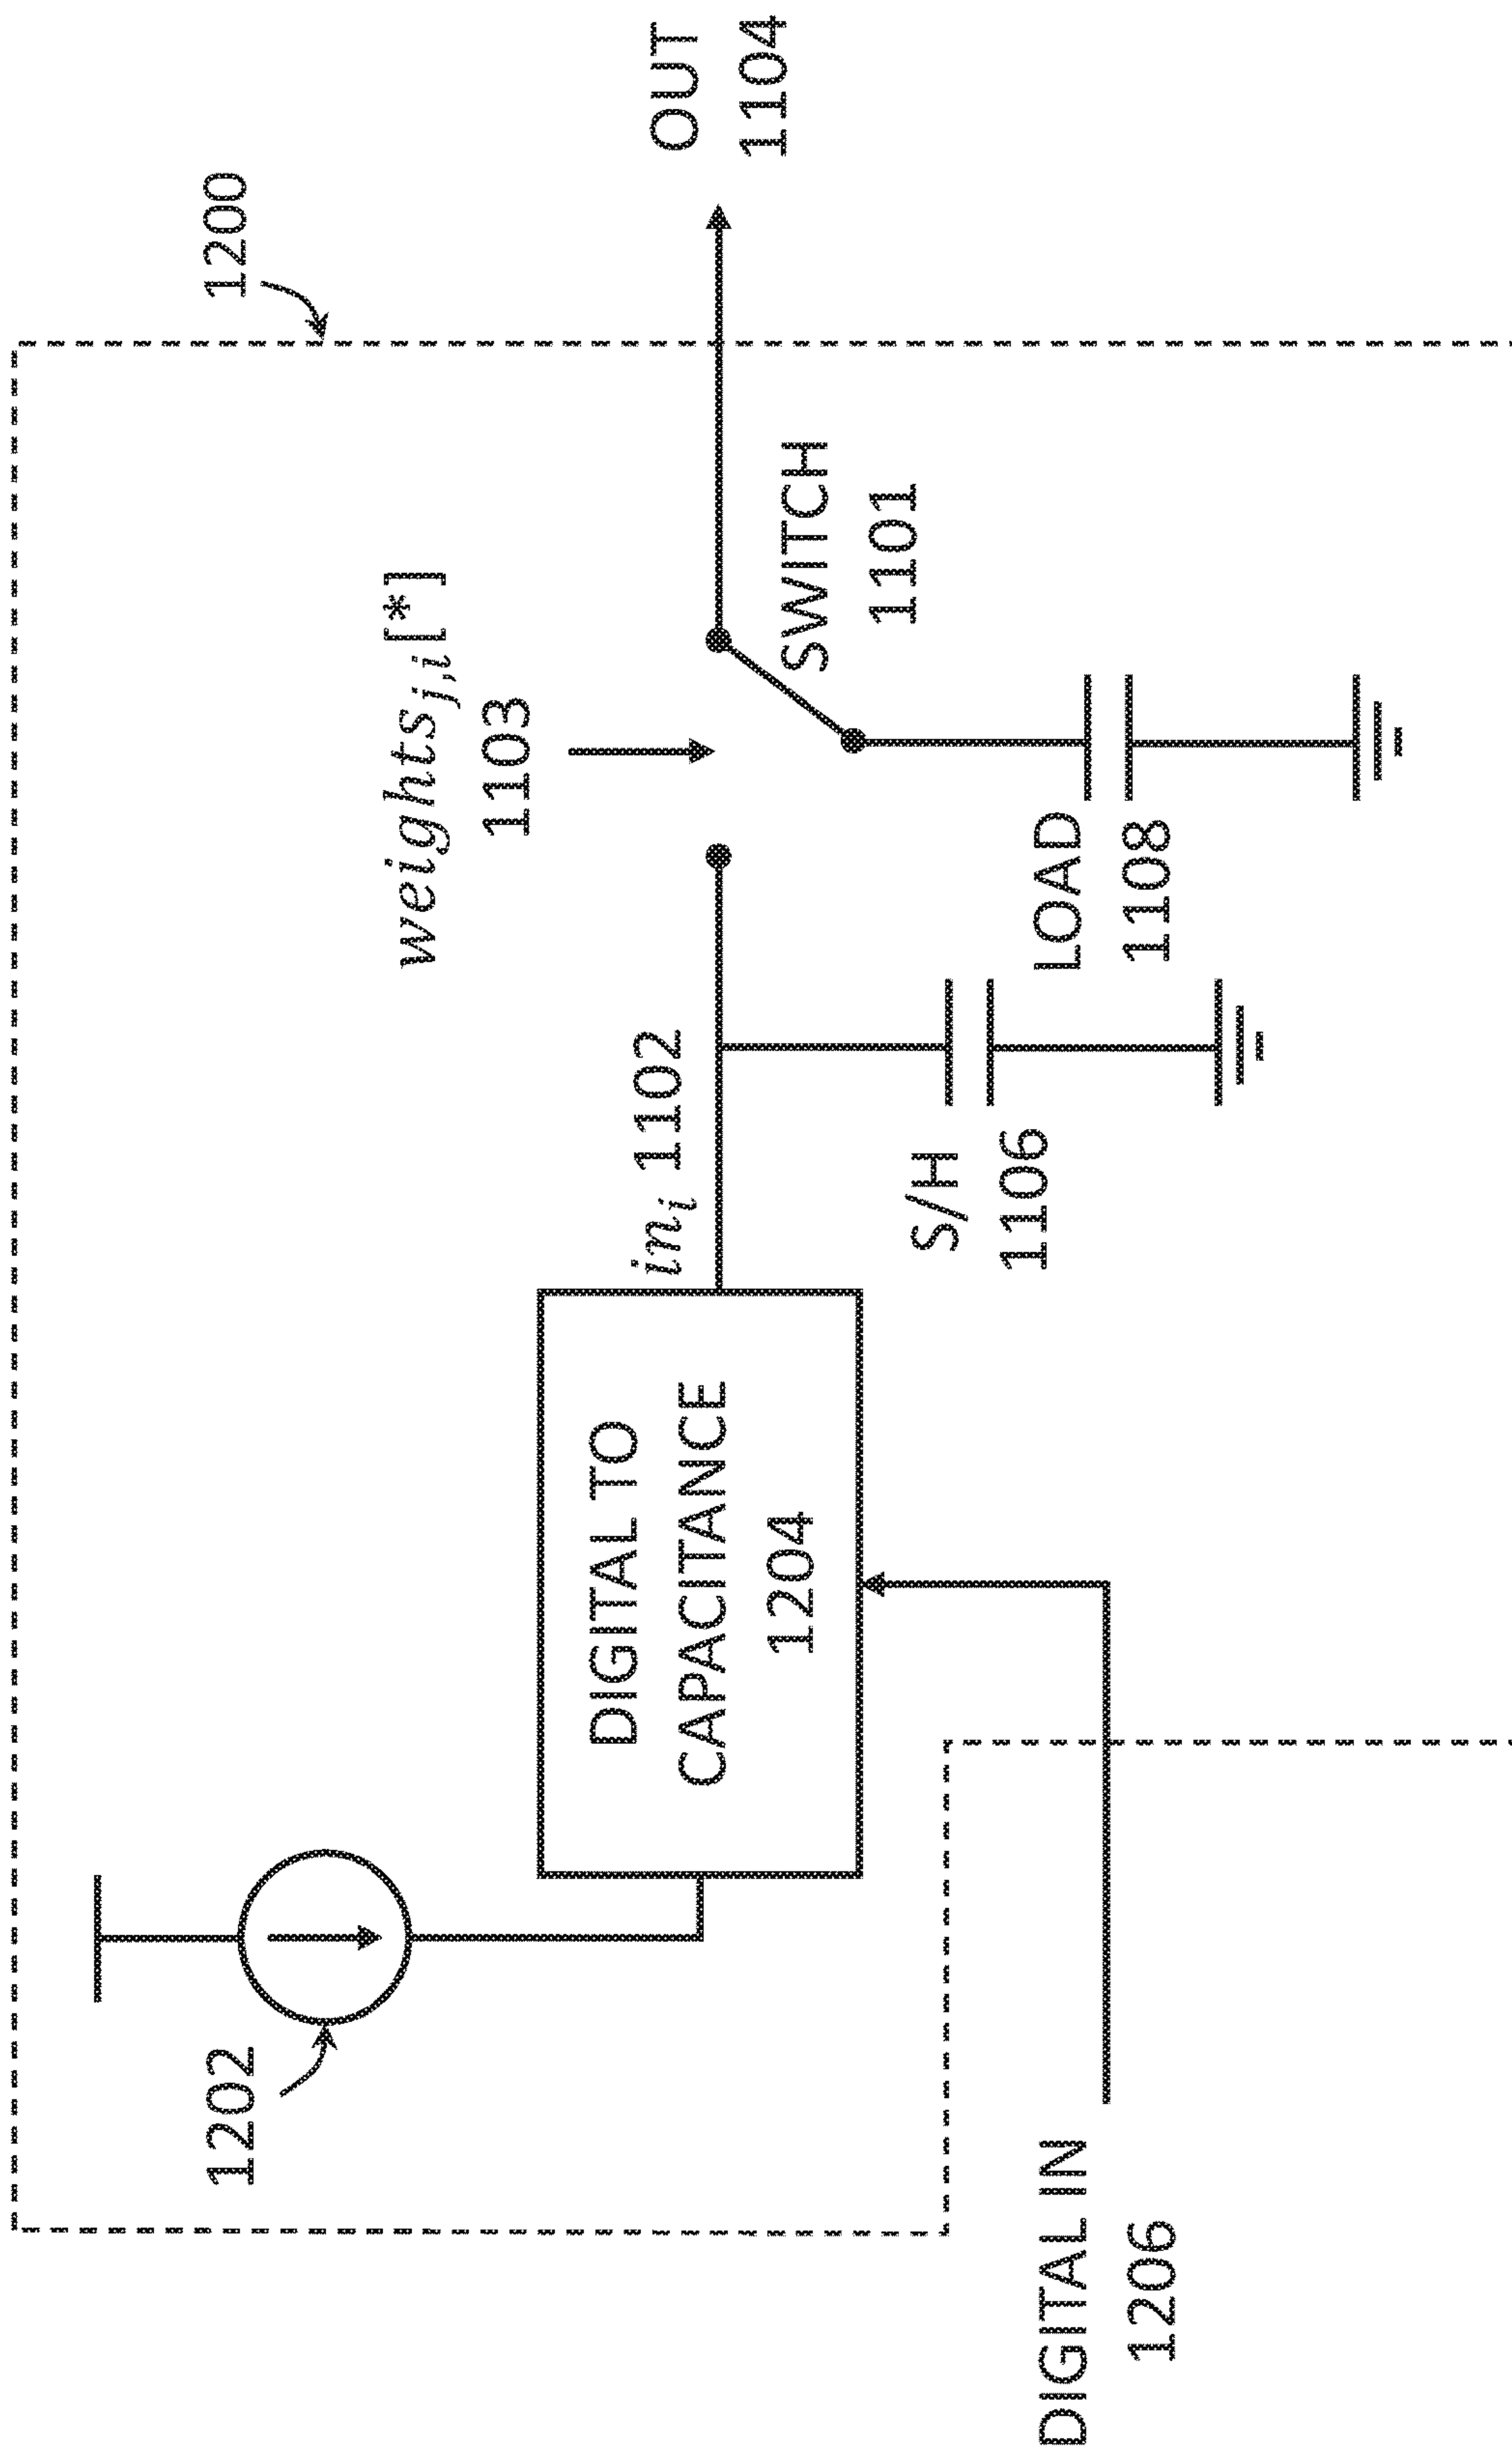 1200
1202
weights_{j,i}[*]
1103
in_i 1102
OUT
1104
DIGITAL TO
CAPACITANCE
1204
SWITCH
1101
S/H
1106
LOAD
1108
DIGITAL IN
1206